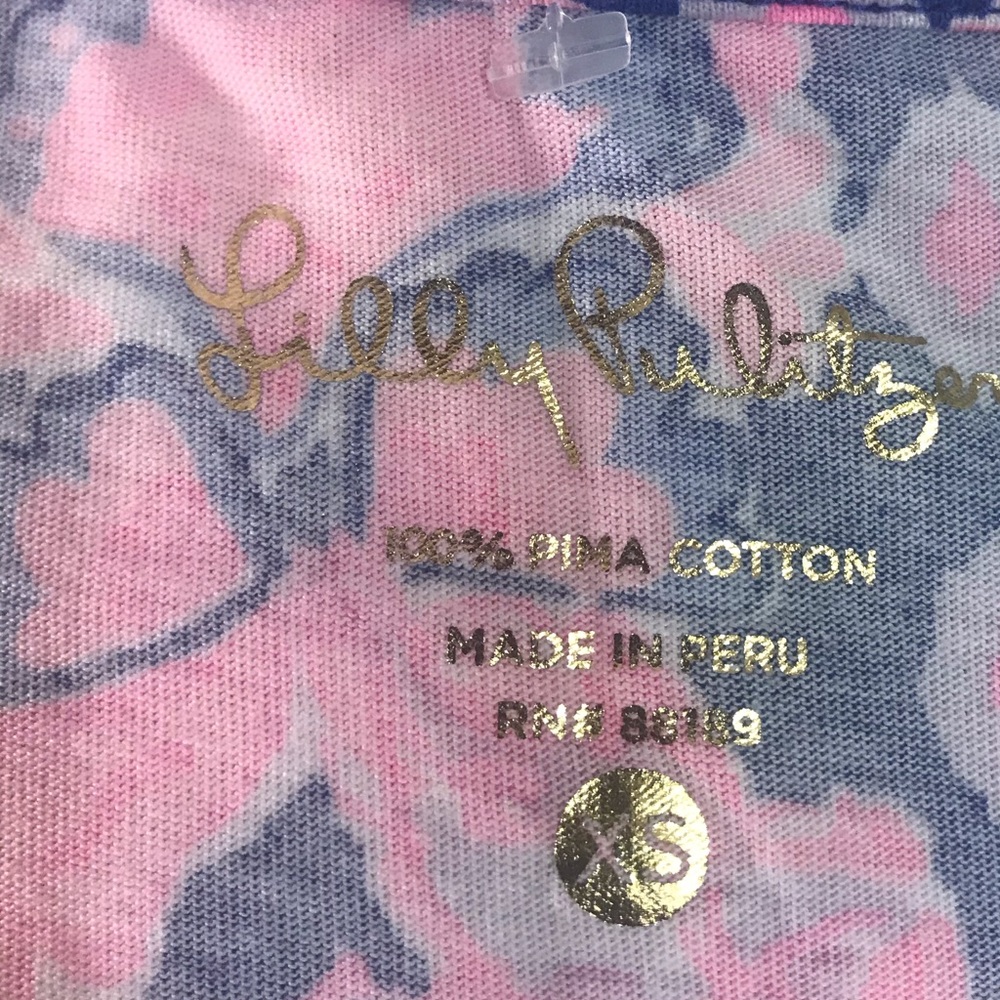 Lilly Pulitzer
100% PIMA COTTON
MADE IN PERU
RN# 88189
XS